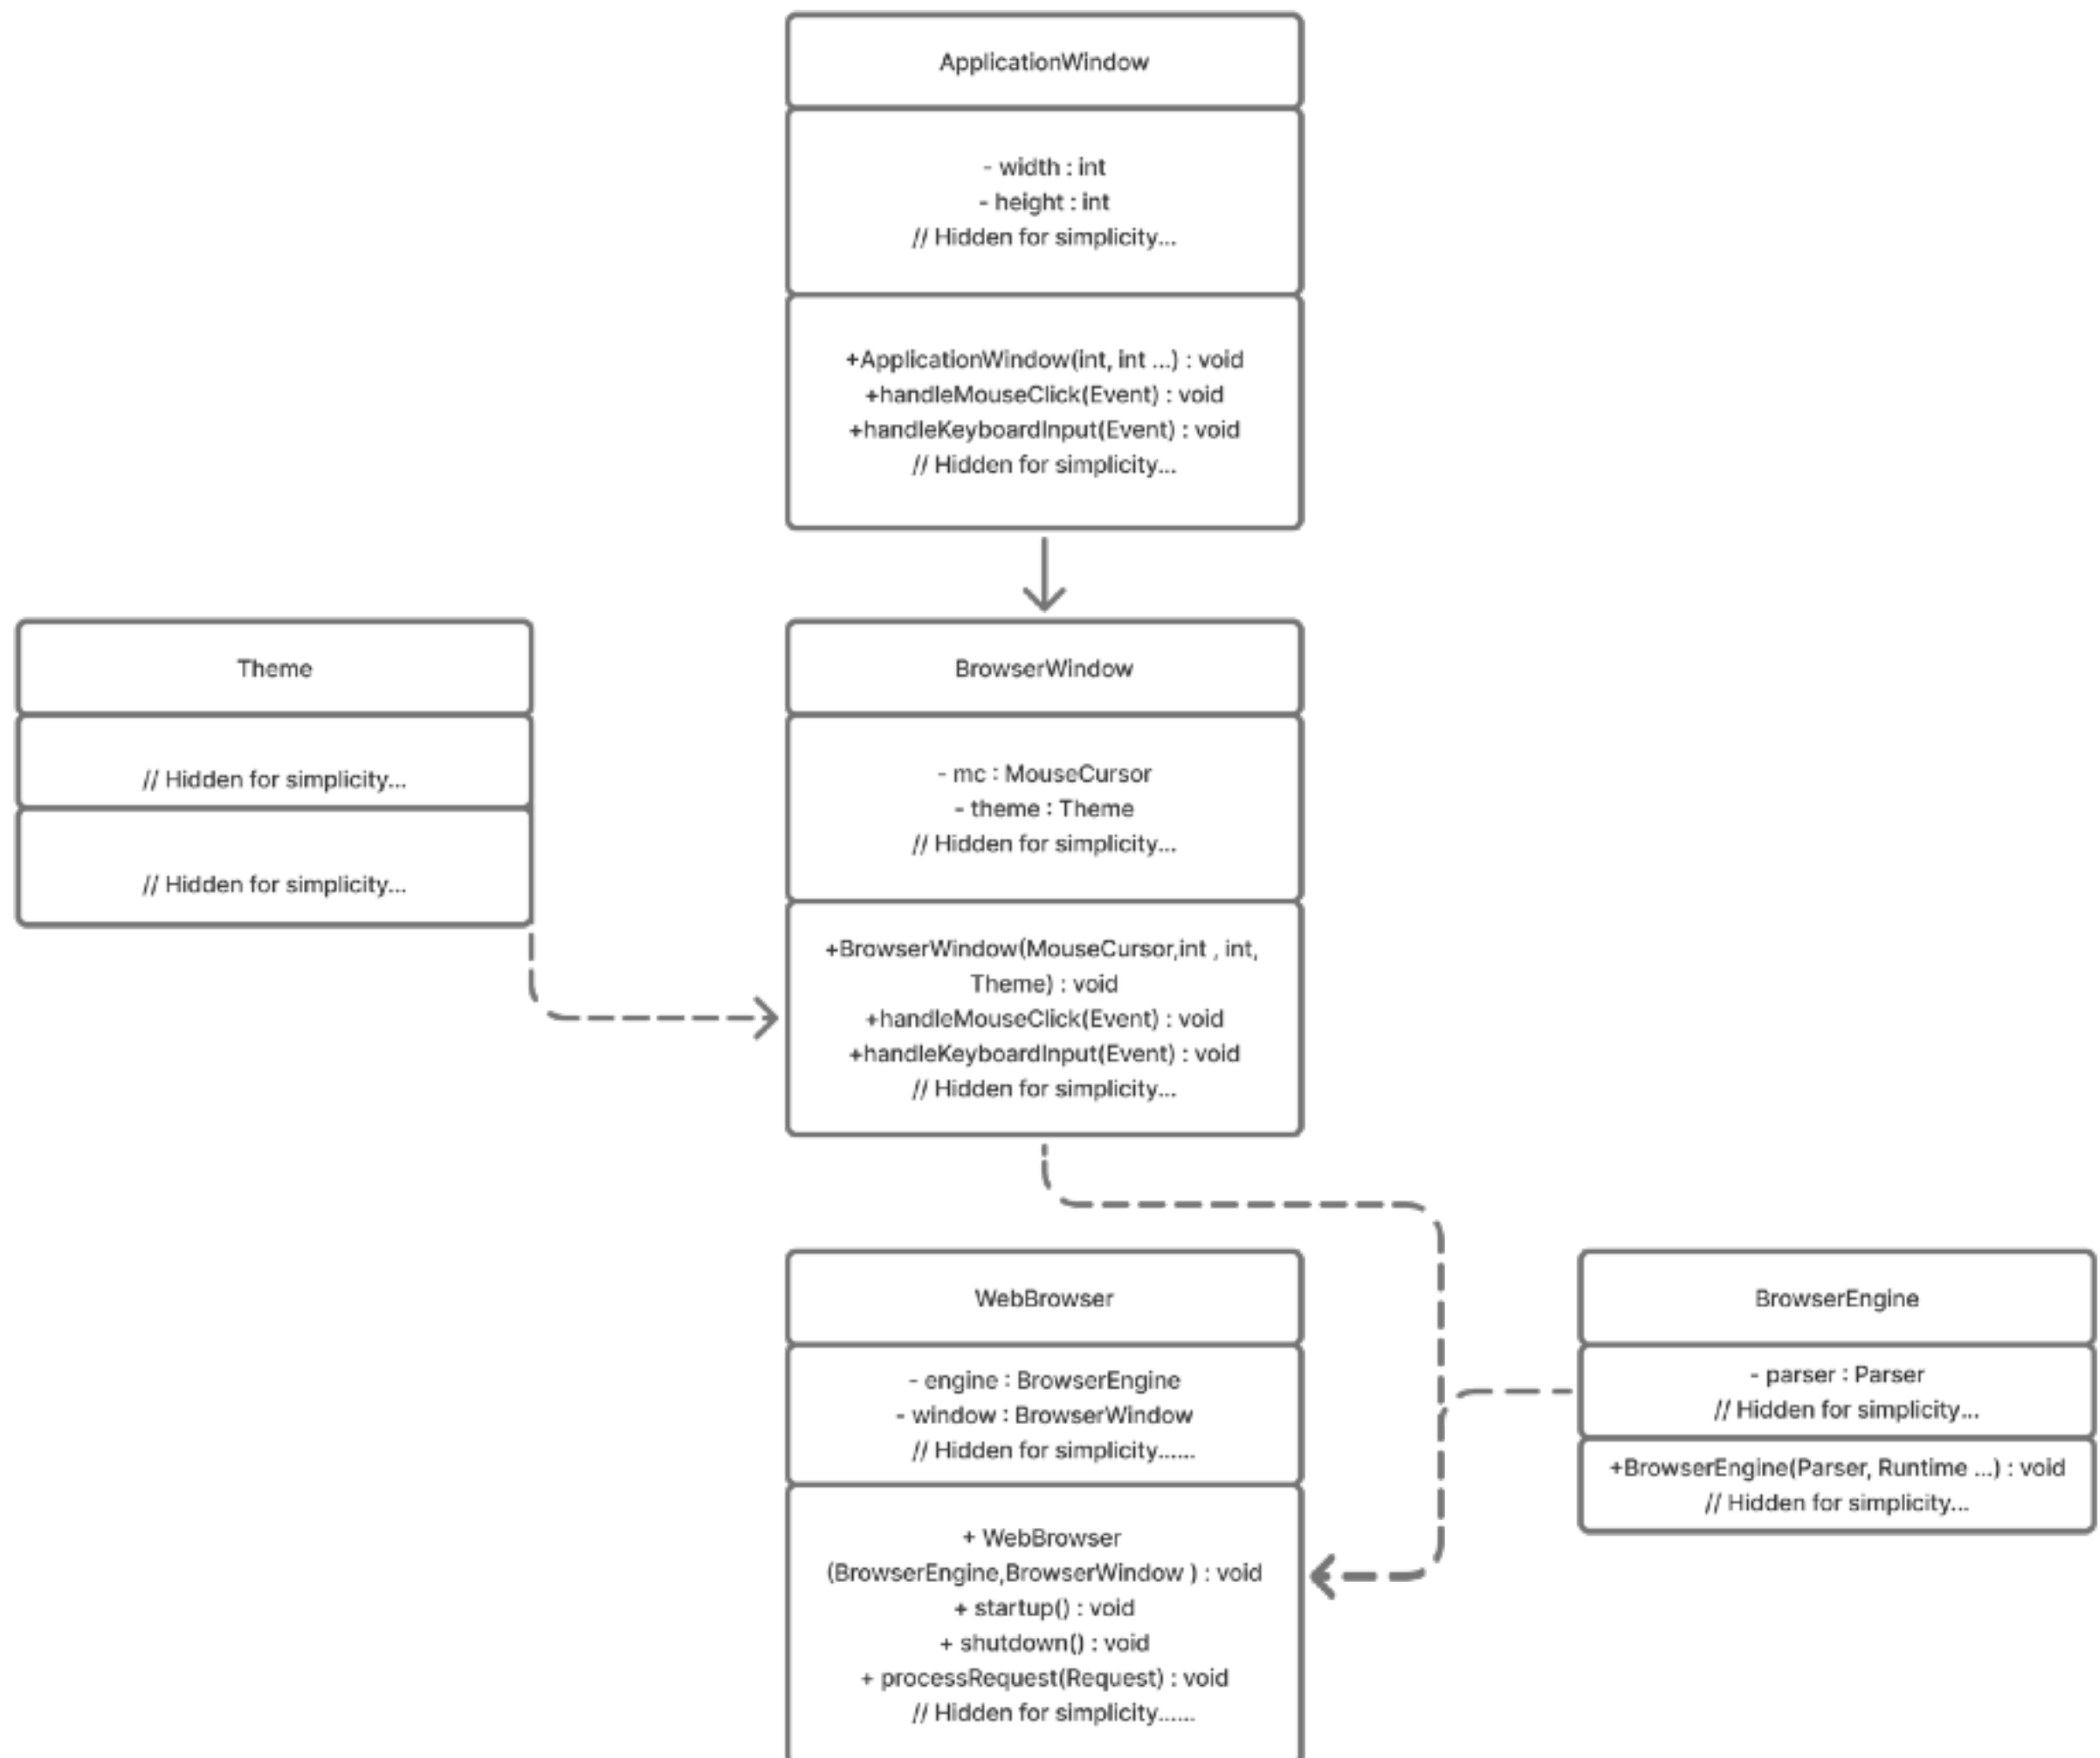 ApplicationWindow
- width : int
- height : int
// Hidden for simplicity...
+ApplicationWindow(int, int ...) : void
+handleMouseClick(Event) : void
+handleKeyboardInput(Event) : void
// Hidden for simplicity...
Theme
// Hidden for simplicity...
// Hidden for simplicity...
BrowserWindow
- mc : MouseCursor
- theme : Theme
// Hidden for simplicity...
+BrowserWindow(MouseCursor,int , int,
Theme) : void
+handleMouseClick(Event) : void
+handleKeyboardInput(Event) : void
// Hidden for simplicity...
WebBrowser
- engine : BrowserEngine
- window : BrowserWindow
// Hidden for simplicity......
+ WebBrowser
(BrowserEngine,BrowserWindow ) : void
+ startup() : void
+ shutdown() : void
+ processRequest(Request) : void
// Hidden for simplicity......
BrowserEngine
- parser : Parser
// Hidden for simplicity...
+BrowserEngine(Parser, Runtime ...) : void
// Hidden for simplicity...